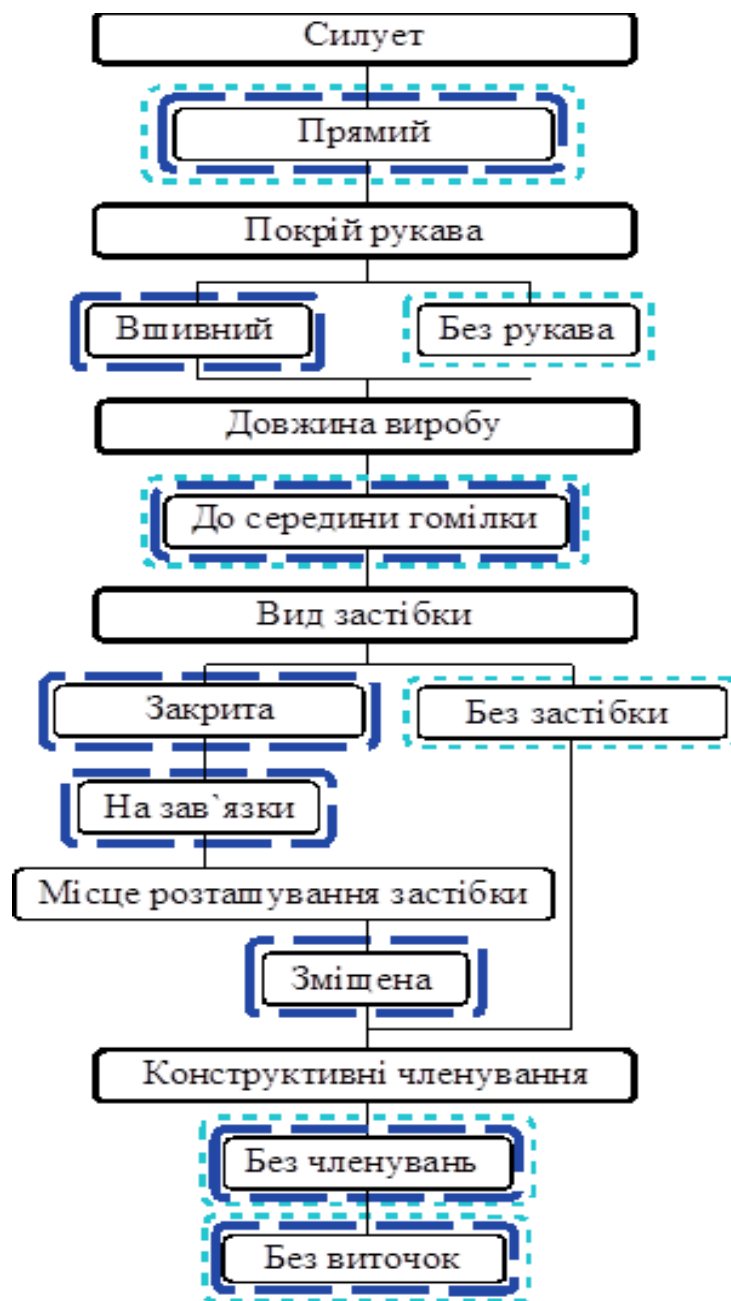 Силует
Прямий
Покрій рукава
Вшивний
Без рукава
Довжина виробу
До середини гомілки
Вид застібки
Закрита
Без застібки
На зав`язки
Місце розташування застібки
Зміщена
Конструктивні членування
Без членувань
Без виточок